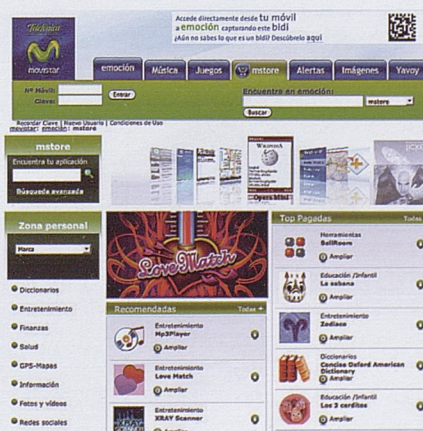 Telefónica
movistar
Accede directamente desde tu móvil
a emoción capturando este bidi
¿Aún no sabes lo que es un bidi? Descúbrelo aquí
emoción
Música
Juegos
mstore
Alertas
Imágenes
Yavoy
Nº Móvil:
Clave:
Entrar
Encuentra en emoción:
mstore
Buscar
Recordar Clave | Nuevo Usuario | Condiciones de Uso
movistar: emoción: mstore
mstore
Encuentra tu aplicación
Búsqueda avanzada
WIKIPEDIA
Opera Mini
Zona personal
Marca
Diccionarios
Entretenimiento
Finanzas
Salud
GPS-Mapas
Información
Fotos y vídeos
Redes sociales
Love Match
Recomendadas
Todas +
Entretenimiento
Mp3Player
Ampliar
Entretenimiento
Love Match
Ampliar
Entretenimiento
XRAY Scanner
Top Pagadas
Todas
Herramientas
BellRoom
Ampliar
Educación /Infantil
La sabana
Ampliar
Entretenimiento
Zodiaco
Ampliar
Diccionarios
Concise Oxford American
Dictionary
Ampliar
Educación /Infantil
Los 3 cerditos
Ampliar